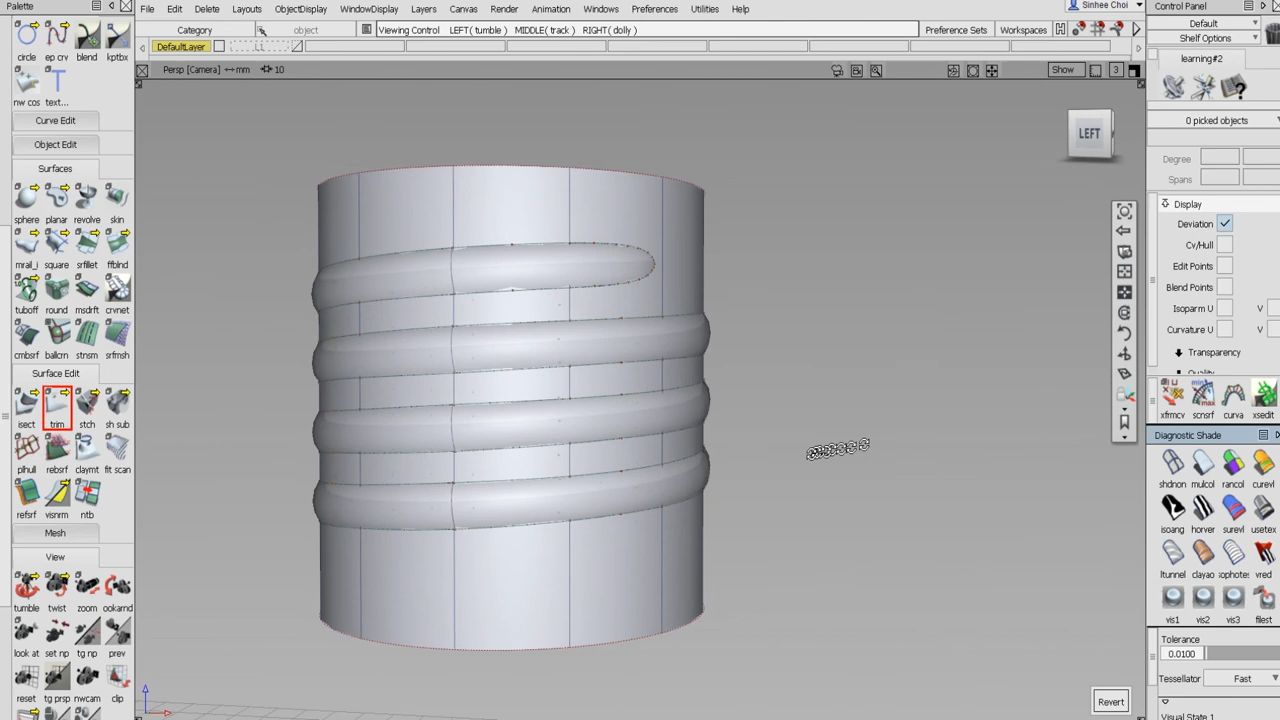 Palette
File Edit Delete Layouts ObjectDisplay WindowDisplay Layers Canvas Render Animation Windows Preferences Utilities Help
Sinhee Choi
Control Panel
Category
object
Viewing Control LEFT( tumble ) MIDDLE( track ) RIGHT( dolly )
Preference Sets
Workspaces
DefaultLayer
L1
Persp [Camera] mm 10
Show
3
LEFT
Revert
circle ep crv blend kptbx
nw cos text...
Curve Edit
Object Edit
Surfaces
sphere planar revolve skin
mrail_i square srfillet ffblnd
tuboff round msdrft crvnet
cmbsrf ballcrn stnsm srfmsh
Surface Edit
isect trim stch sh sub
plhull rebsrf claymt fit scan
refsrf visnrm ntb
Mesh
View
tumble twist zoom ookarnd
look at set np tg np prev
reset tg prsp nwcam clip
Default
Shelf Options
learning#2
0 picked objects
Degree
Spans
Display
Deviation
Cv/Hull
Edit Points
Blend Points
Isoparm U V
Curvature U V
Transparency
xfrmcv scnsrf curva xsedit
Diagnostic Shade
shdnon mulcol rancol curevl
isoang horver surevl usetex
ltunnel clayao sophotes vred
vis1 vis2 vis3 filest
Tolerance
0.0100
Tessellator Fast
Visual State 1